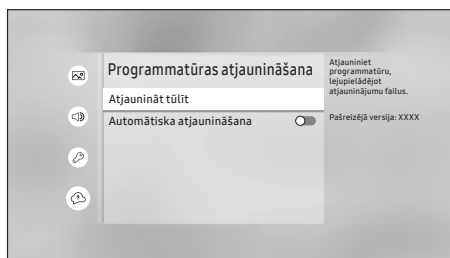 Programmatūras atjaunināšana
Atjaunināt tūlīt
Automātiska atjaunināšana
Atjauniniet
programmatūru,
lejupielādējot
atjauninājumu failus.
Pašreizējā versija: XXXX